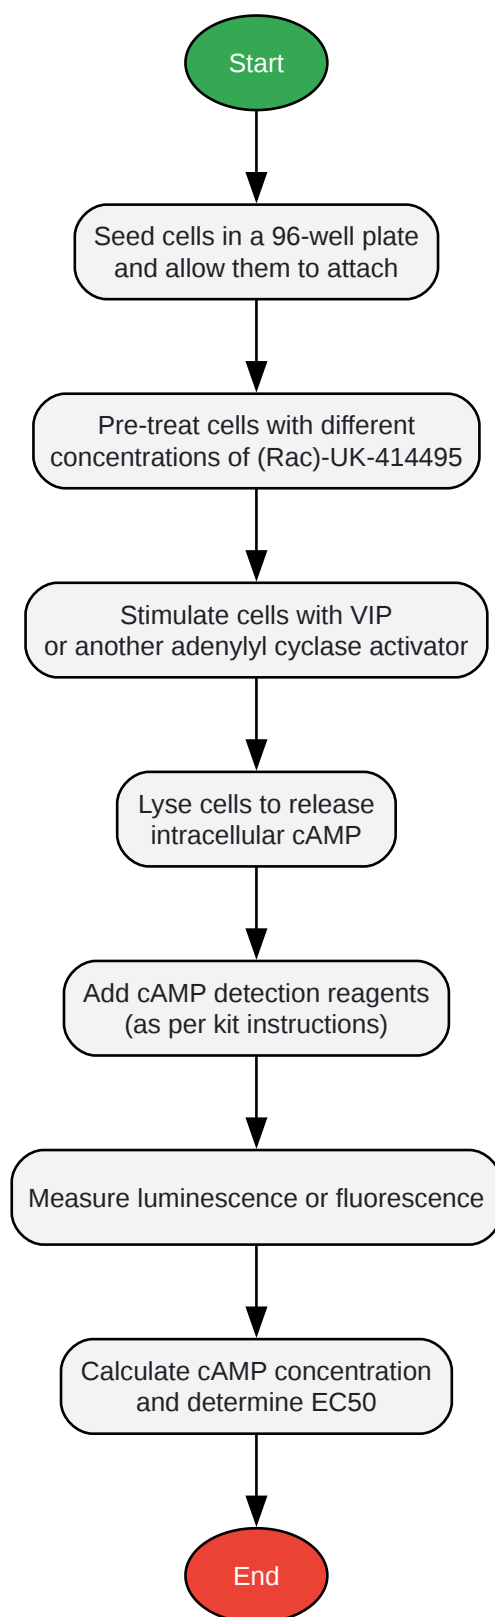 Start
Seed cells in a 96-well plate
and allow them to attach
Pre-treat cells with different
concentrations of (Rac)-UK-414495
Stimulate cells with VIP
or another adenylyl cyclase activator
Lyse cells to release
intracellular cAMP
Add cAMP detection reagents
(as per kit instructions)
Measure luminescence or fluorescence
Calculate cAMP concentration
and determine EC50
End